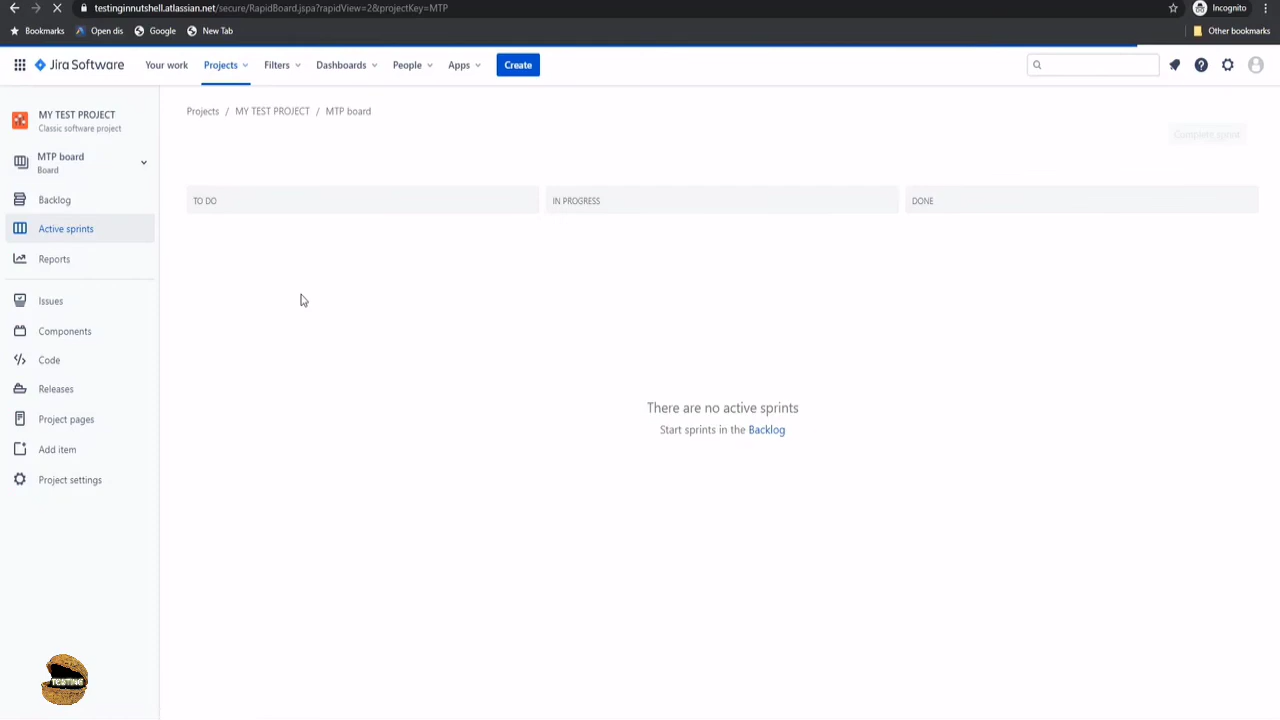 testinginnutshell.atlassian.net/secure/RapidBoard.jspa?rapidView=2&projectKey=MTP
Incognito
Bookmarks Open dis Google New Tab Other bookmarks
Jira Software Your work Projects Filters Dashboards People Apps Create
MY TEST PROJECT
Classic software project
Projects / MY TEST PROJECT / MTP board
Complete sprint
MTP board
Board
Backlog
TO DO IN PROGRESS DONE
Active sprints
Reports
Issues
Components
Code
Releases
There are no active sprints
Project pages
Start sprints in the Backlog
Add item
Project settings
TESTING